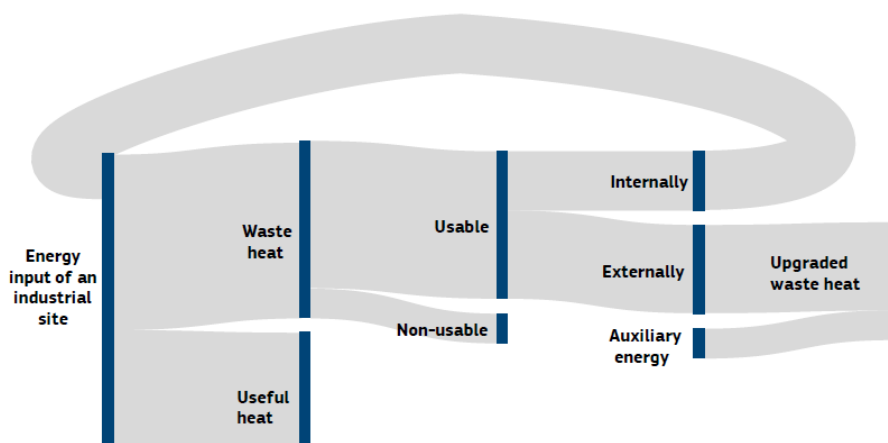 Energy
input of an
industrial
site
Waste
heat
Useful
heat
Usable
Non-usable
Internally
Externally
Auxiliary
energy
Upgraded
waste heat